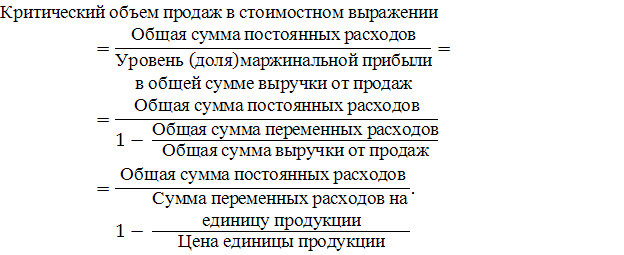 Критический объем продаж в стоимостном выражении
= Общая сумма постоянных расходов =
Уровень (доля)маржинальной прибыли
в общей сумме выручки от продаж
= Общая сумма постоянных расходов
1 − Общая сумма переменных расходов
Общая сумма выручки от продаж
= Общая сумма постоянных расходов .
Сумма переменных расходов на
1 − единицу продукции
Цена единицы продукции